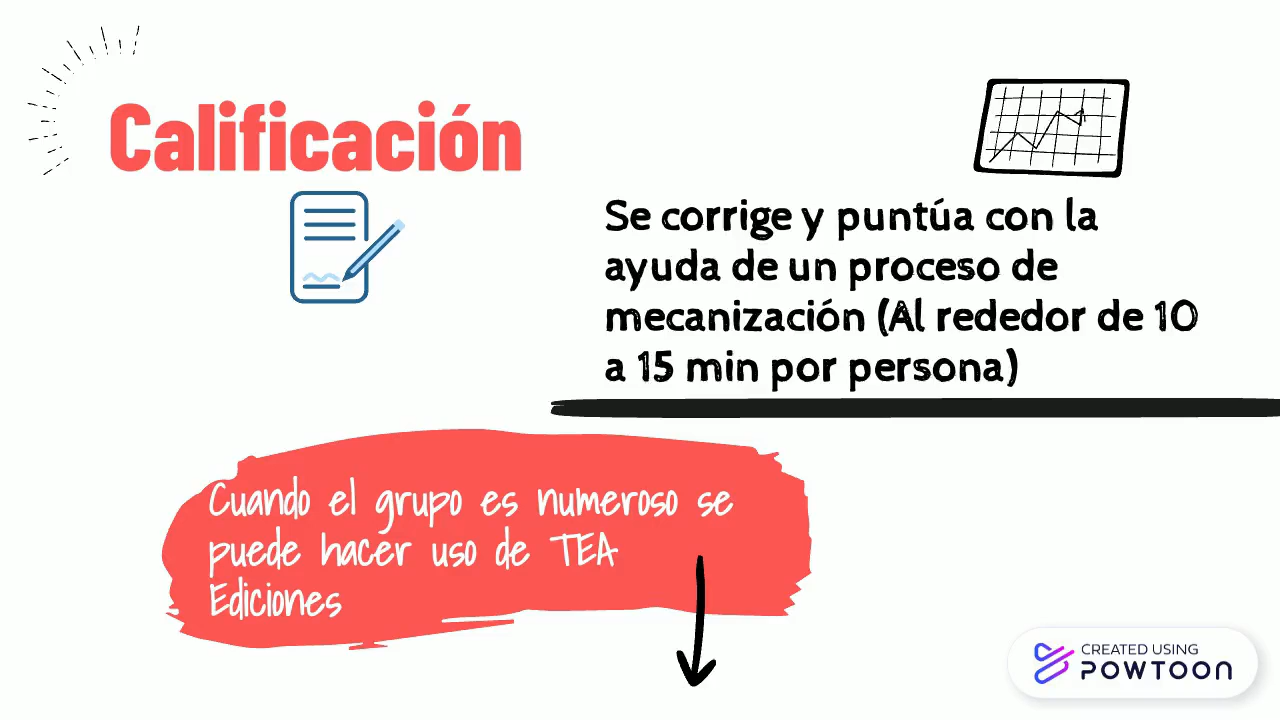 Calificación
Se corrige y puntúa con la
ayuda de un proceso de
mecanización (Al rededor de 10
a 15 min por persona)
Cuando el grupo es numeroso se
puede hacer uso de TEA
Ediciones
CREATED USING
POWTOON